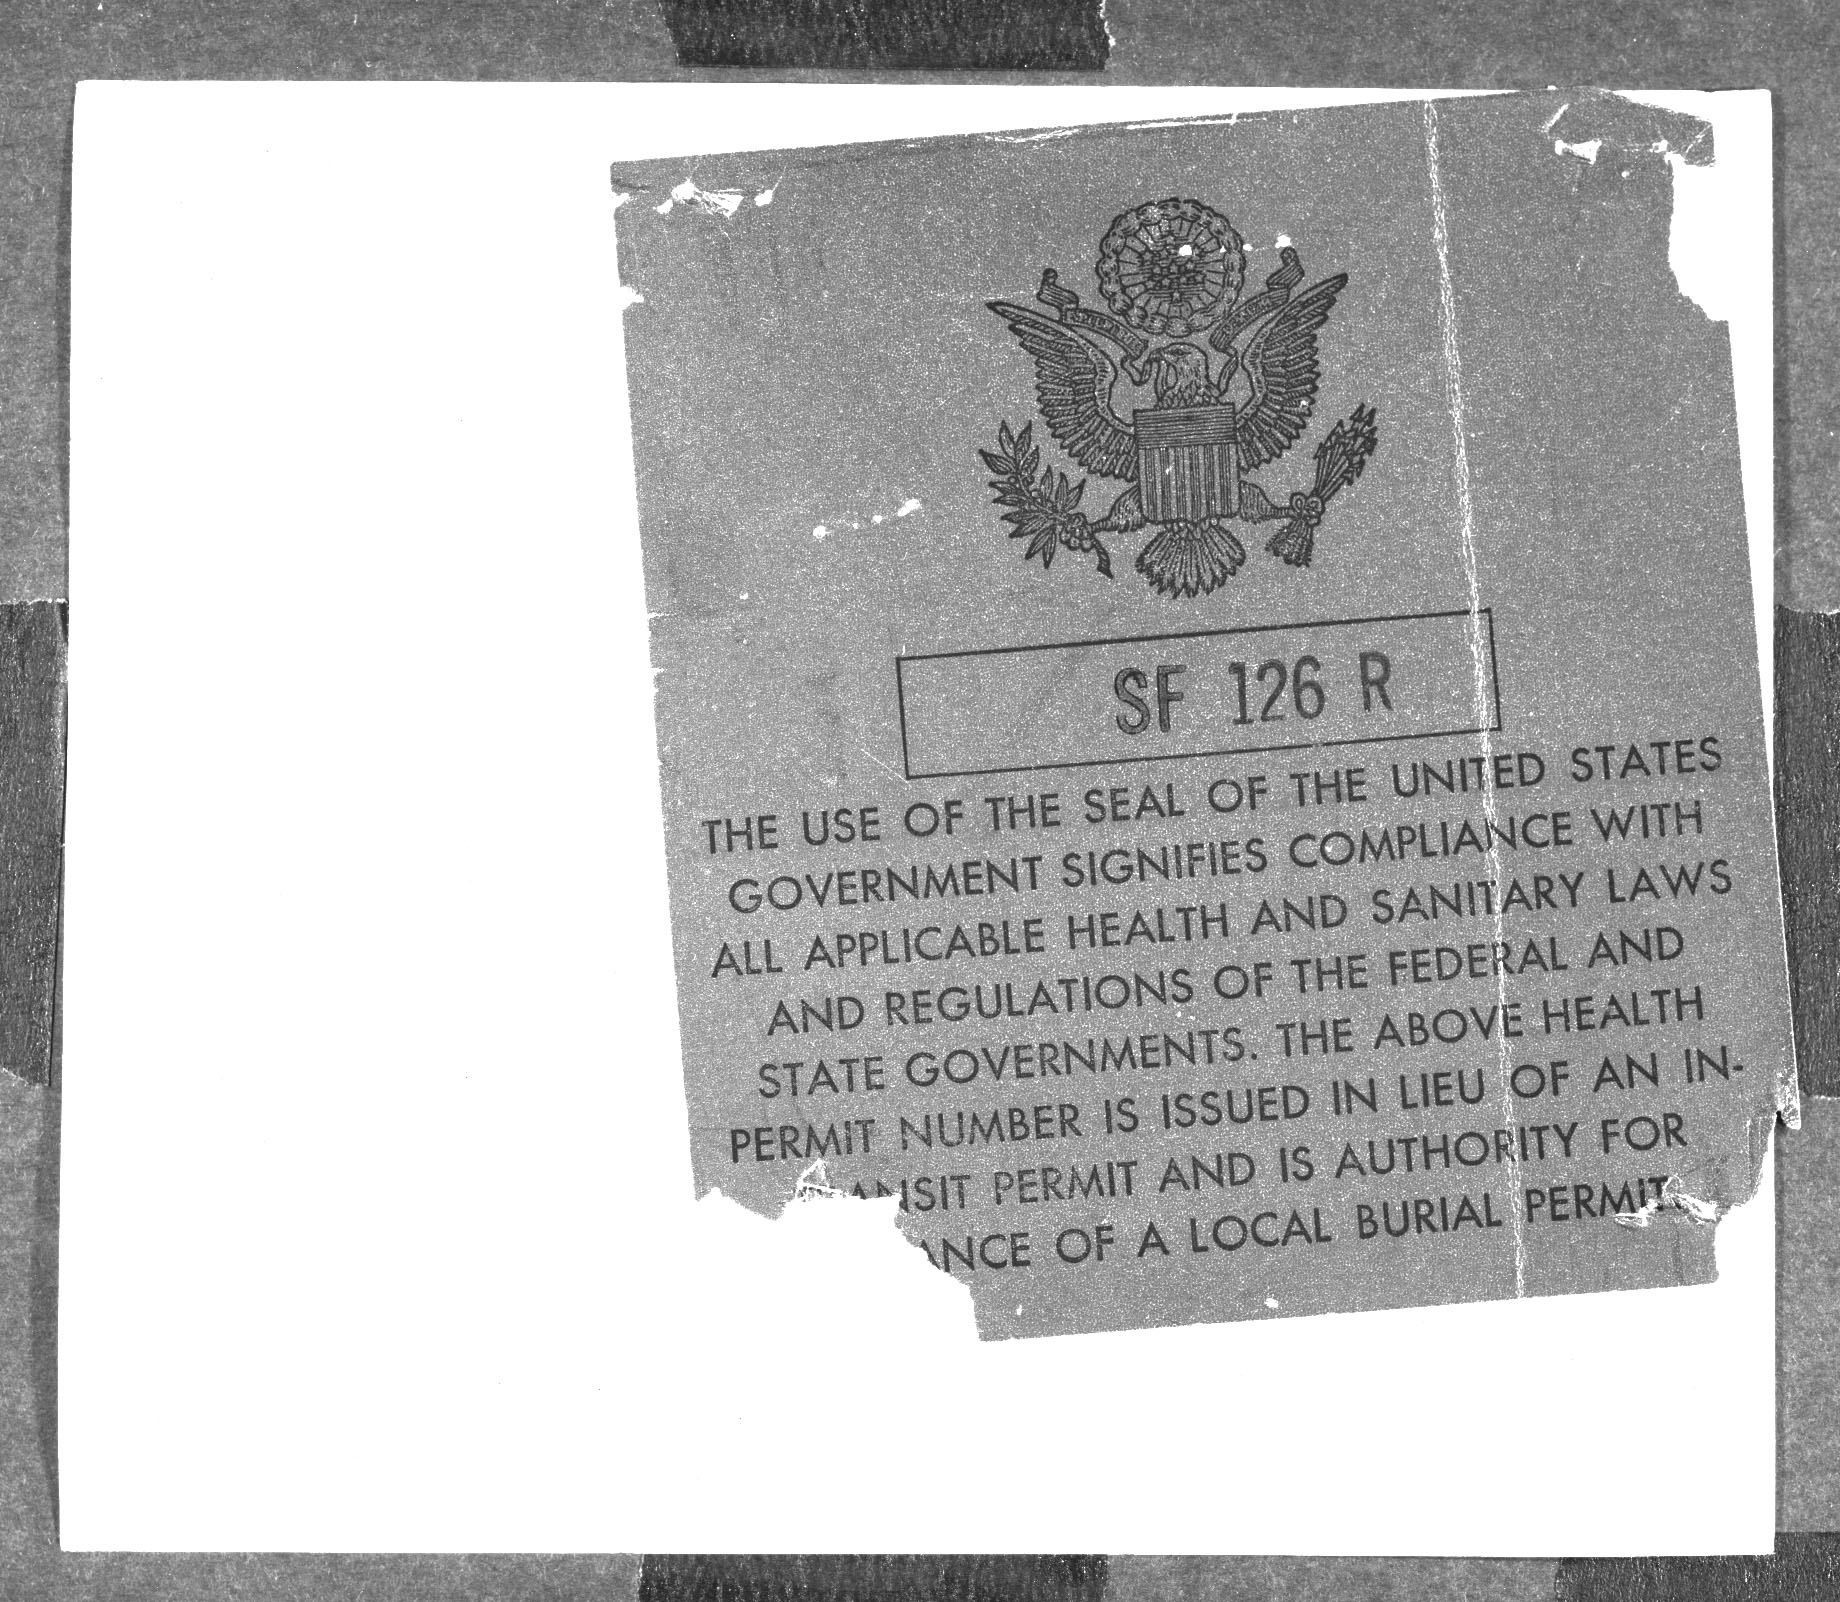 SF 126 R
THE USE OF THE SEAL OF THE UNITED STATES
GOVERNMENT SIGNIFIES COMPLIANCE WITH
ALL APPLICABLE HEALTH AND SANITARY LAWS
AND REGULATIONS OF THE FEDERAL AND
STATE GOVERNMENTS. THE ABOVE HEALTH
PERMIT NUMBER IS ISSUED IN LIEU OF AN IN-
PERMIT AND IS AUTHORITY FOR
OF A LOCAL BURIAL PERMIT.